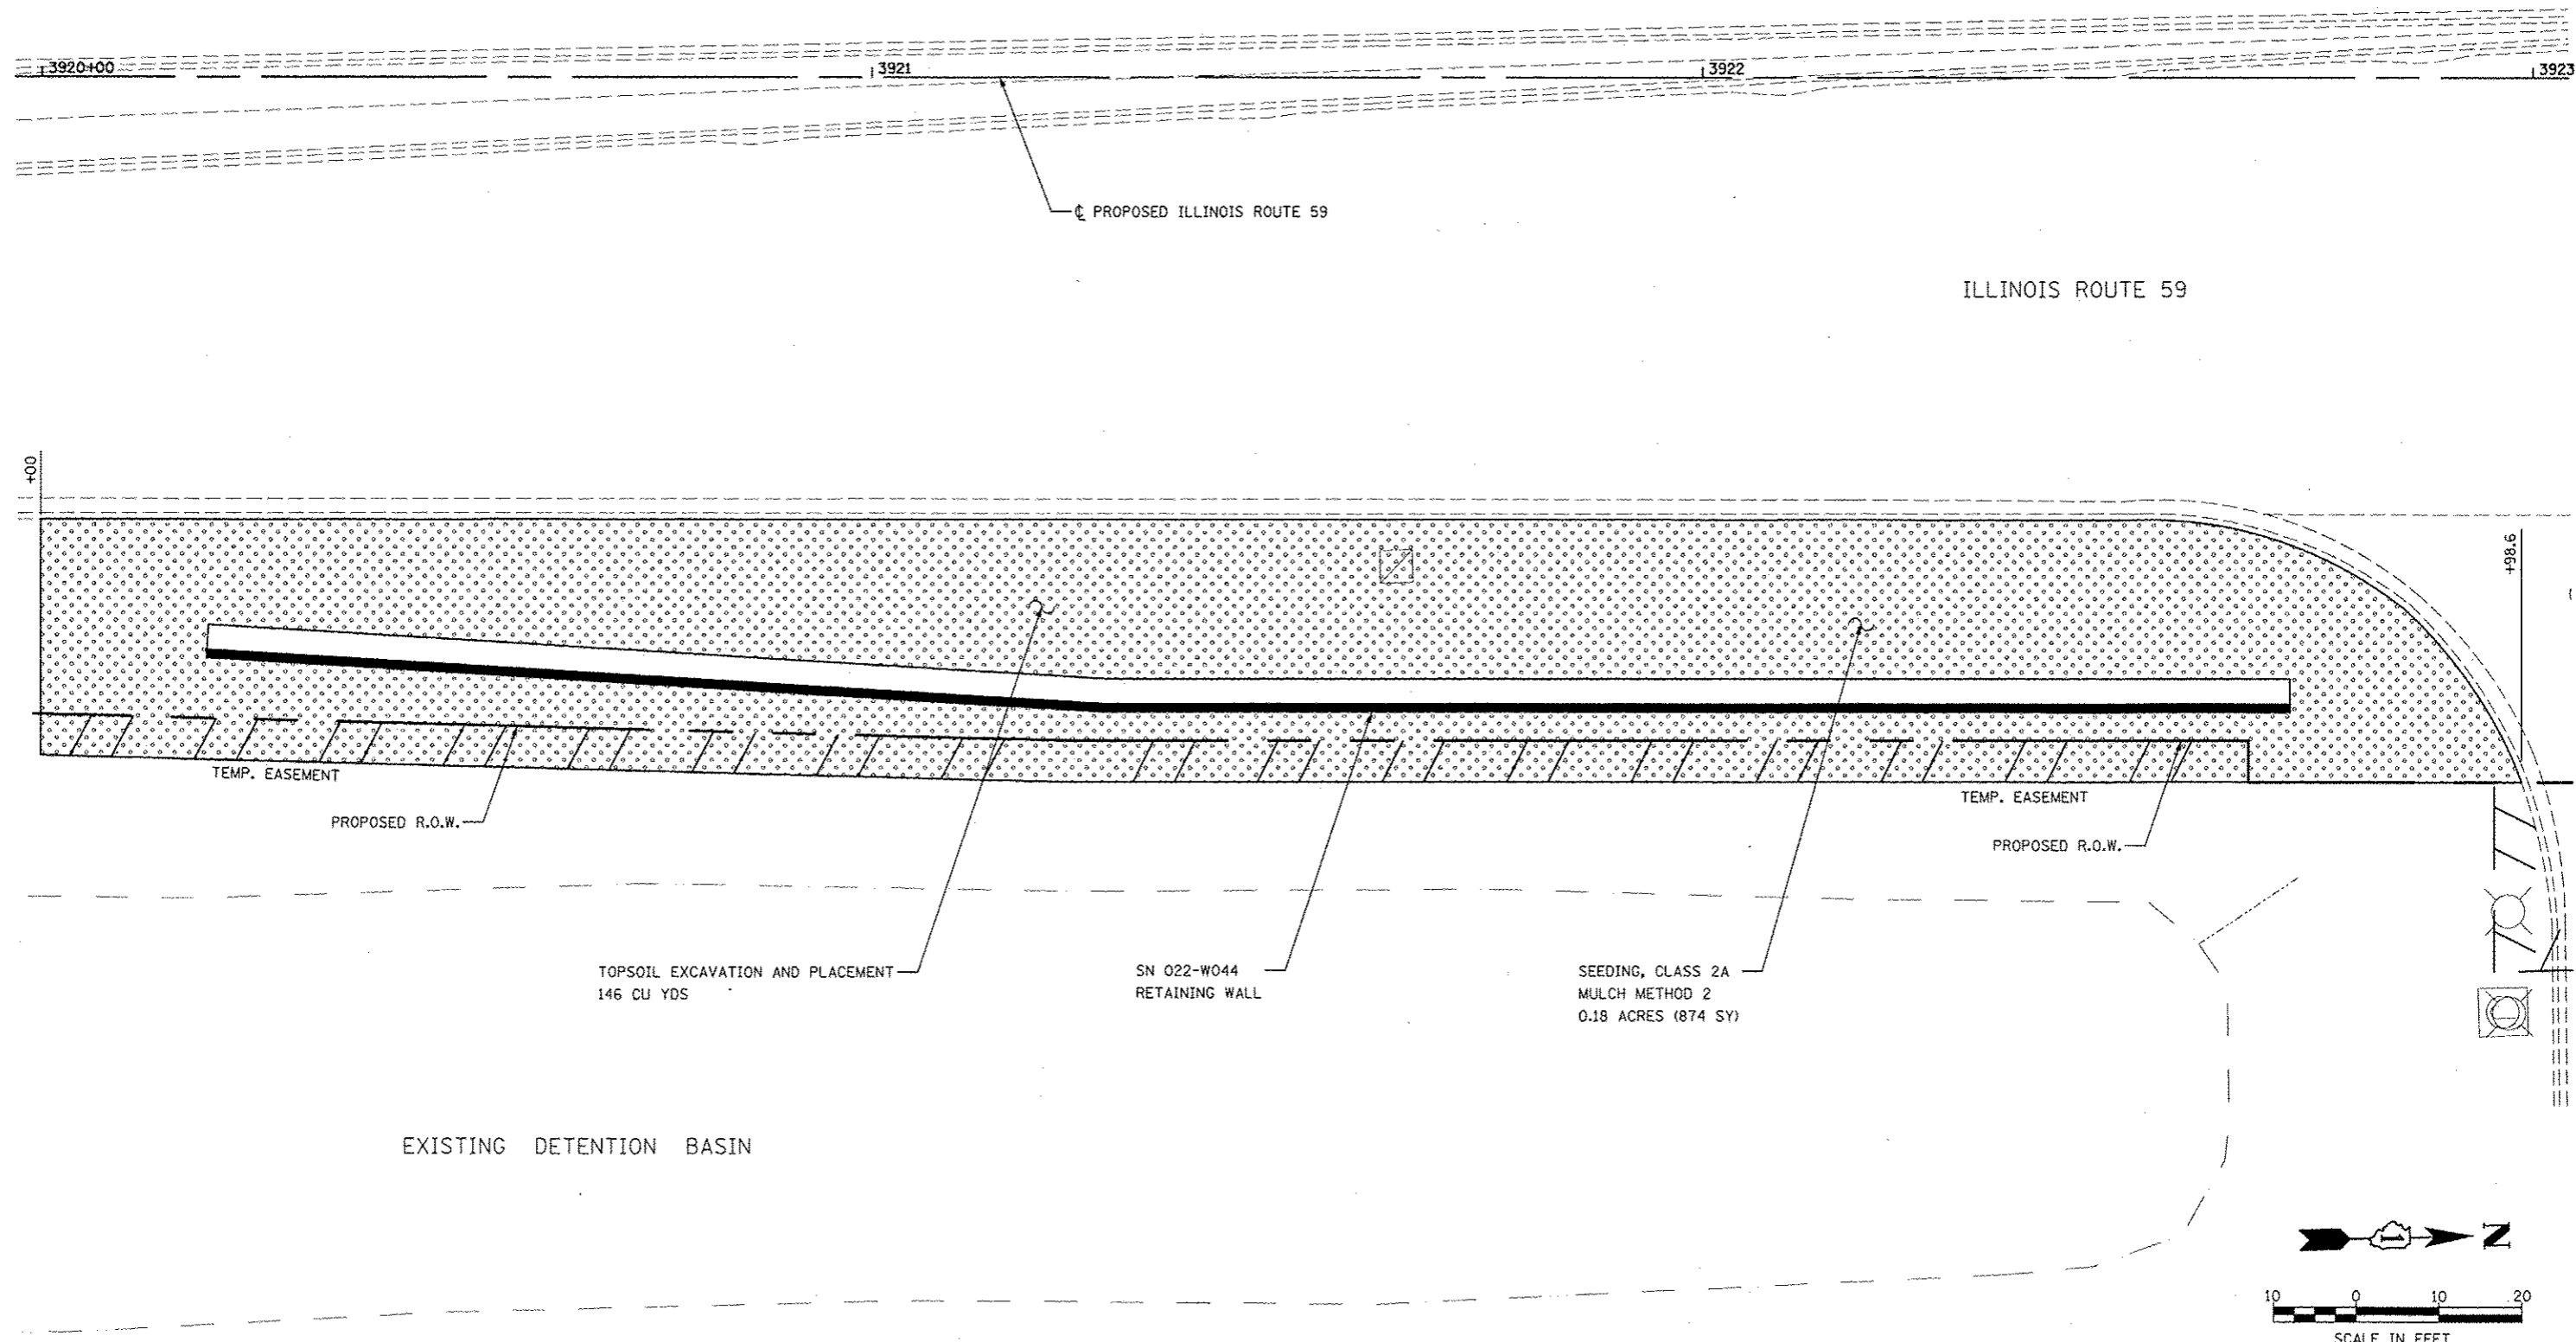 3920+00
3921
3922
3923
℄ PROPOSED ILLINOIS ROUTE 59
ILLINOIS ROUTE 59
+00
+98.6
TEMP. EASEMENT
TEMP. EASEMENT
PROPOSED R.O.W.
PROPOSED R.O.W.
TOPSOIL EXCAVATION AND PLACEMENT
146 CU YDS
SN 022-W044
RETAINING WALL
SEEDING, CLASS 2A
MULCH METHOD 2
0.18 ACRES (874 SY)
EXISTING DETENTION BASIN
N
10 0 10 20
SCALE IN FEET